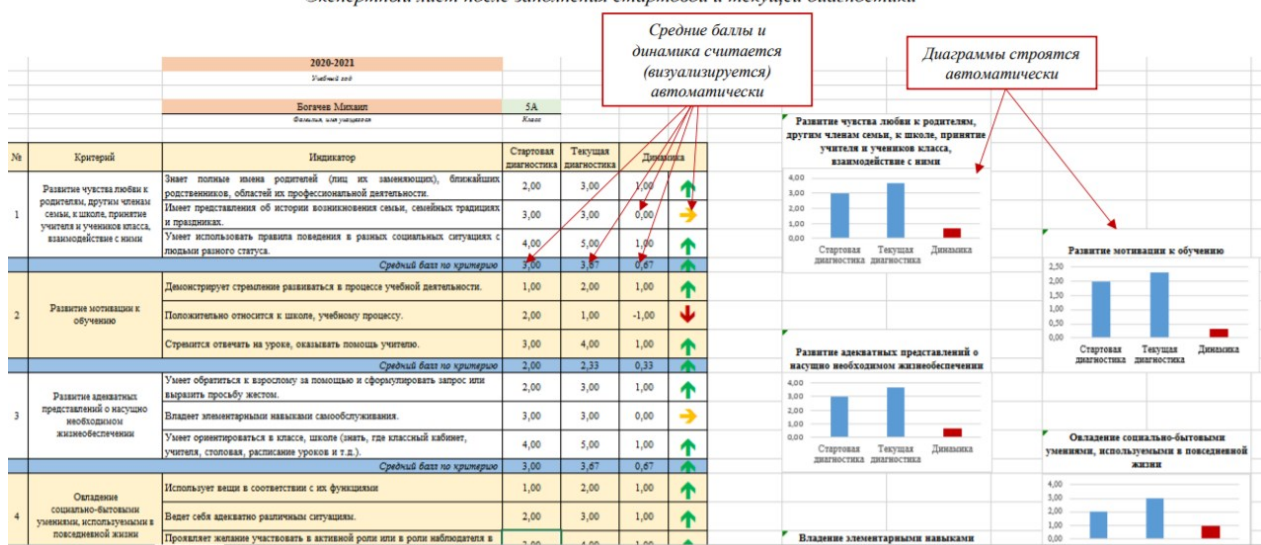 Экспертный лист после заполнения стартовой и текущей диагностики
Средние баллы и
динамика считается
(визуализируется)
автоматически
Диаграммы строятся
автоматически
2020-2021
Учебный год
Богачев Михаил
5А
Фамилия, имя учащегося
Класс
№
Критерий
Индикатор
Стартовая
диагностика
Текущая
диагностика
Динамика
1
Развитие чувства любви к
родителям, другим членам
семьи, к школе, принятие
учителя и учеников класса,
взаимодействие с ними
Знает полные имена родителей (лиц их заменяющих), ближайших
родственников, областей их профессиональной деятельности.
2,00 3,00 1,00
Имеет представления об истории возникновения семьи, семейных традициях
и праздниках.
3,00 3,00 0,00
Умеет использовать правила поведения в разных социальных ситуациях с
людьми разного статуса.
4,00 5,00 1,00
Средний балл по критерию 3,00 3,67 0,67
2
Развитие мотивации к
обучению
Демонстрирует стремление развиваться в процессе учебной деятельности. 1,00 2,00 1,00
Положительно относится к школе, учебному процессу. 2,00 1,00 -1,00
Стремится отвечать на уроке, оказывать помощь учителю. 3,00 4,00 1,00
Средний балл по критерию 2,00 2,33 0,33
3
Развитие адекватных
представлений о насущно
необходимом
жизнеобеспечении
Умеет обратиться к взрослому за помощью и сформулировать запрос или
выразить просьбу жестом.
2,00 3,00 1,00
Владеет элементарными навыками самообслуживания. 3,00 3,00 0,00
Умеет ориентироваться в классе, школе (знать, где классный кабинет,
учителя, столовая, расписание уроков и т.д.).
4,00 5,00 1,00
Средний балл по критерию 3,00 3,67 0,67
4
Овладение
социально-бытовыми
умениями, используемыми в
повседневной жизни
Использует вещи в соответствии с их функциями 1,00 2,00 1,00
Ведет себя адекватно различным ситуациям. 2,00 3,00 1,00
Проявляет желание участвовать в активной роли или в роли наблюдателя в
Развитие чувства любви к родителям,
другим членам семьи, к школе, принятие
учителя и учеников класса,
взаимодействие с ними
4,00
3,00
2,00
1,00
0,00
Стартовая
диагностика
Текущая
диагностика
Динамика
Развитие мотивации к обучению
2,50
2,00
1,50
1,00
0,50
0,00
Стартовая
диагностика
Текущая
диагностика
Динамика
Развитие адекватных представлений о
насущно необходимом жизнеобеспечении
4,00
3,00
2,00
1,00
0,00
Стартовая
диагностика
Текущая
диагностика
Динамика
Овладение социально-бытовыми
умениями, используемыми в повседневной
жизни
4,00
3,00
2,00
1,00
0,00
Владение элементарными навыками